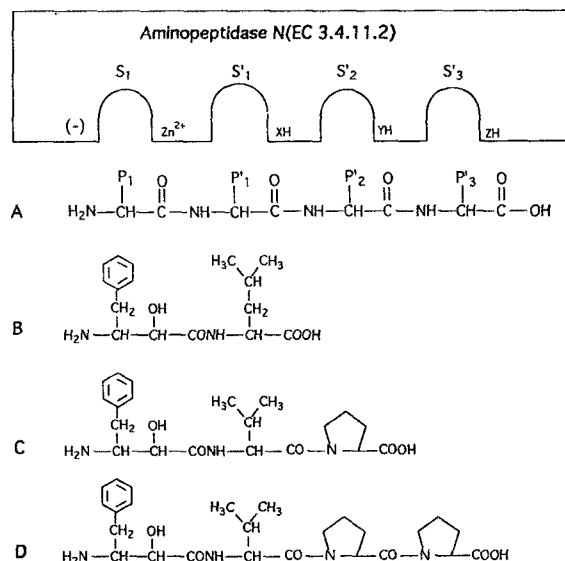 Aminopeptidase N(EC 3.4.11.2)
S₁ S'₁ S'₂ S'₃
(-) Zn²⁺ XH YH ZH
P₁ O P'₁ O P'₂ O P'₃ O
A H₂N—CH—C—NH—CH—C—NH—CH—C—NH—CH—C—OH
H₃C CH₃
CH
CH₂ OH CH₂
B H₂N—CH—CH—CONH—CH—COOH
H₃C CH₃
CH₂ OH CH
C H₂N—CH—CH—CONH—CH—CO—N COOH
H₃C CH₃
CH₂ OH CH
D H₂N—CH—CH—CONH—CH—CO—N CO—N COOH